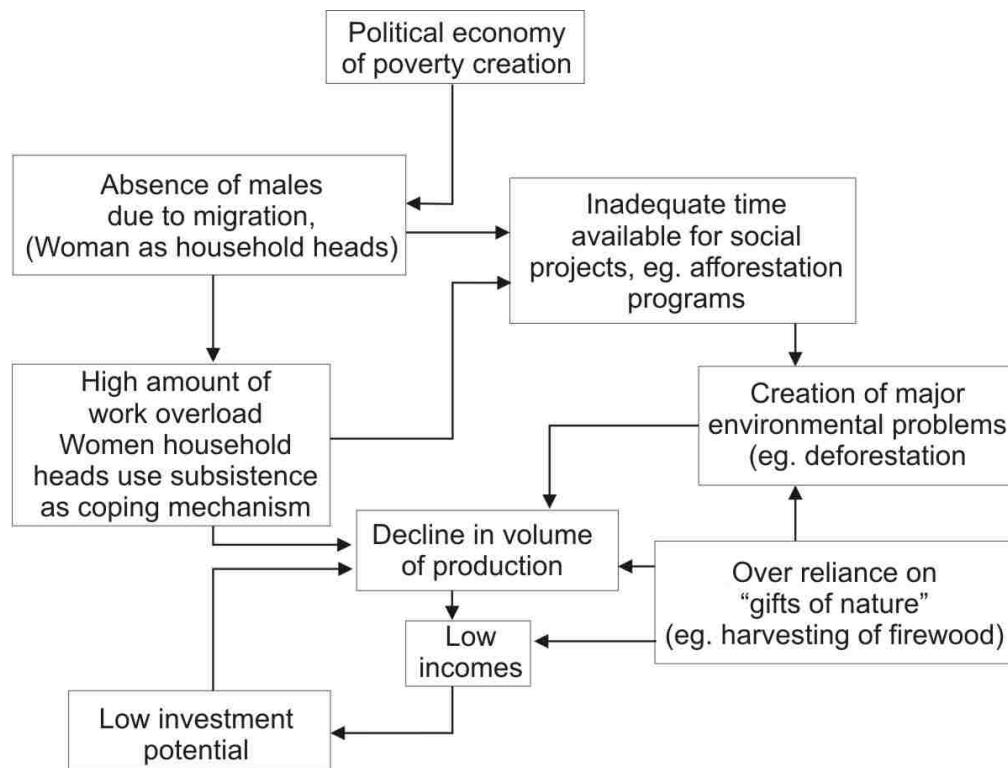 Political economy
of poverty creation
Absence of males
due to migration,
(Woman as household heads)
Inadequate time
available for social
projects, eg. afforestation
programs
High amount of
work overload
Women household
heads use subsistence
as coping mechanism
Creation of major
environmental problems
(eg. deforestation
Decline in volume
of production
Over reliance on
“gifts of nature”
(eg. harvesting of firewood)
Low
incomes
Low investment
potential